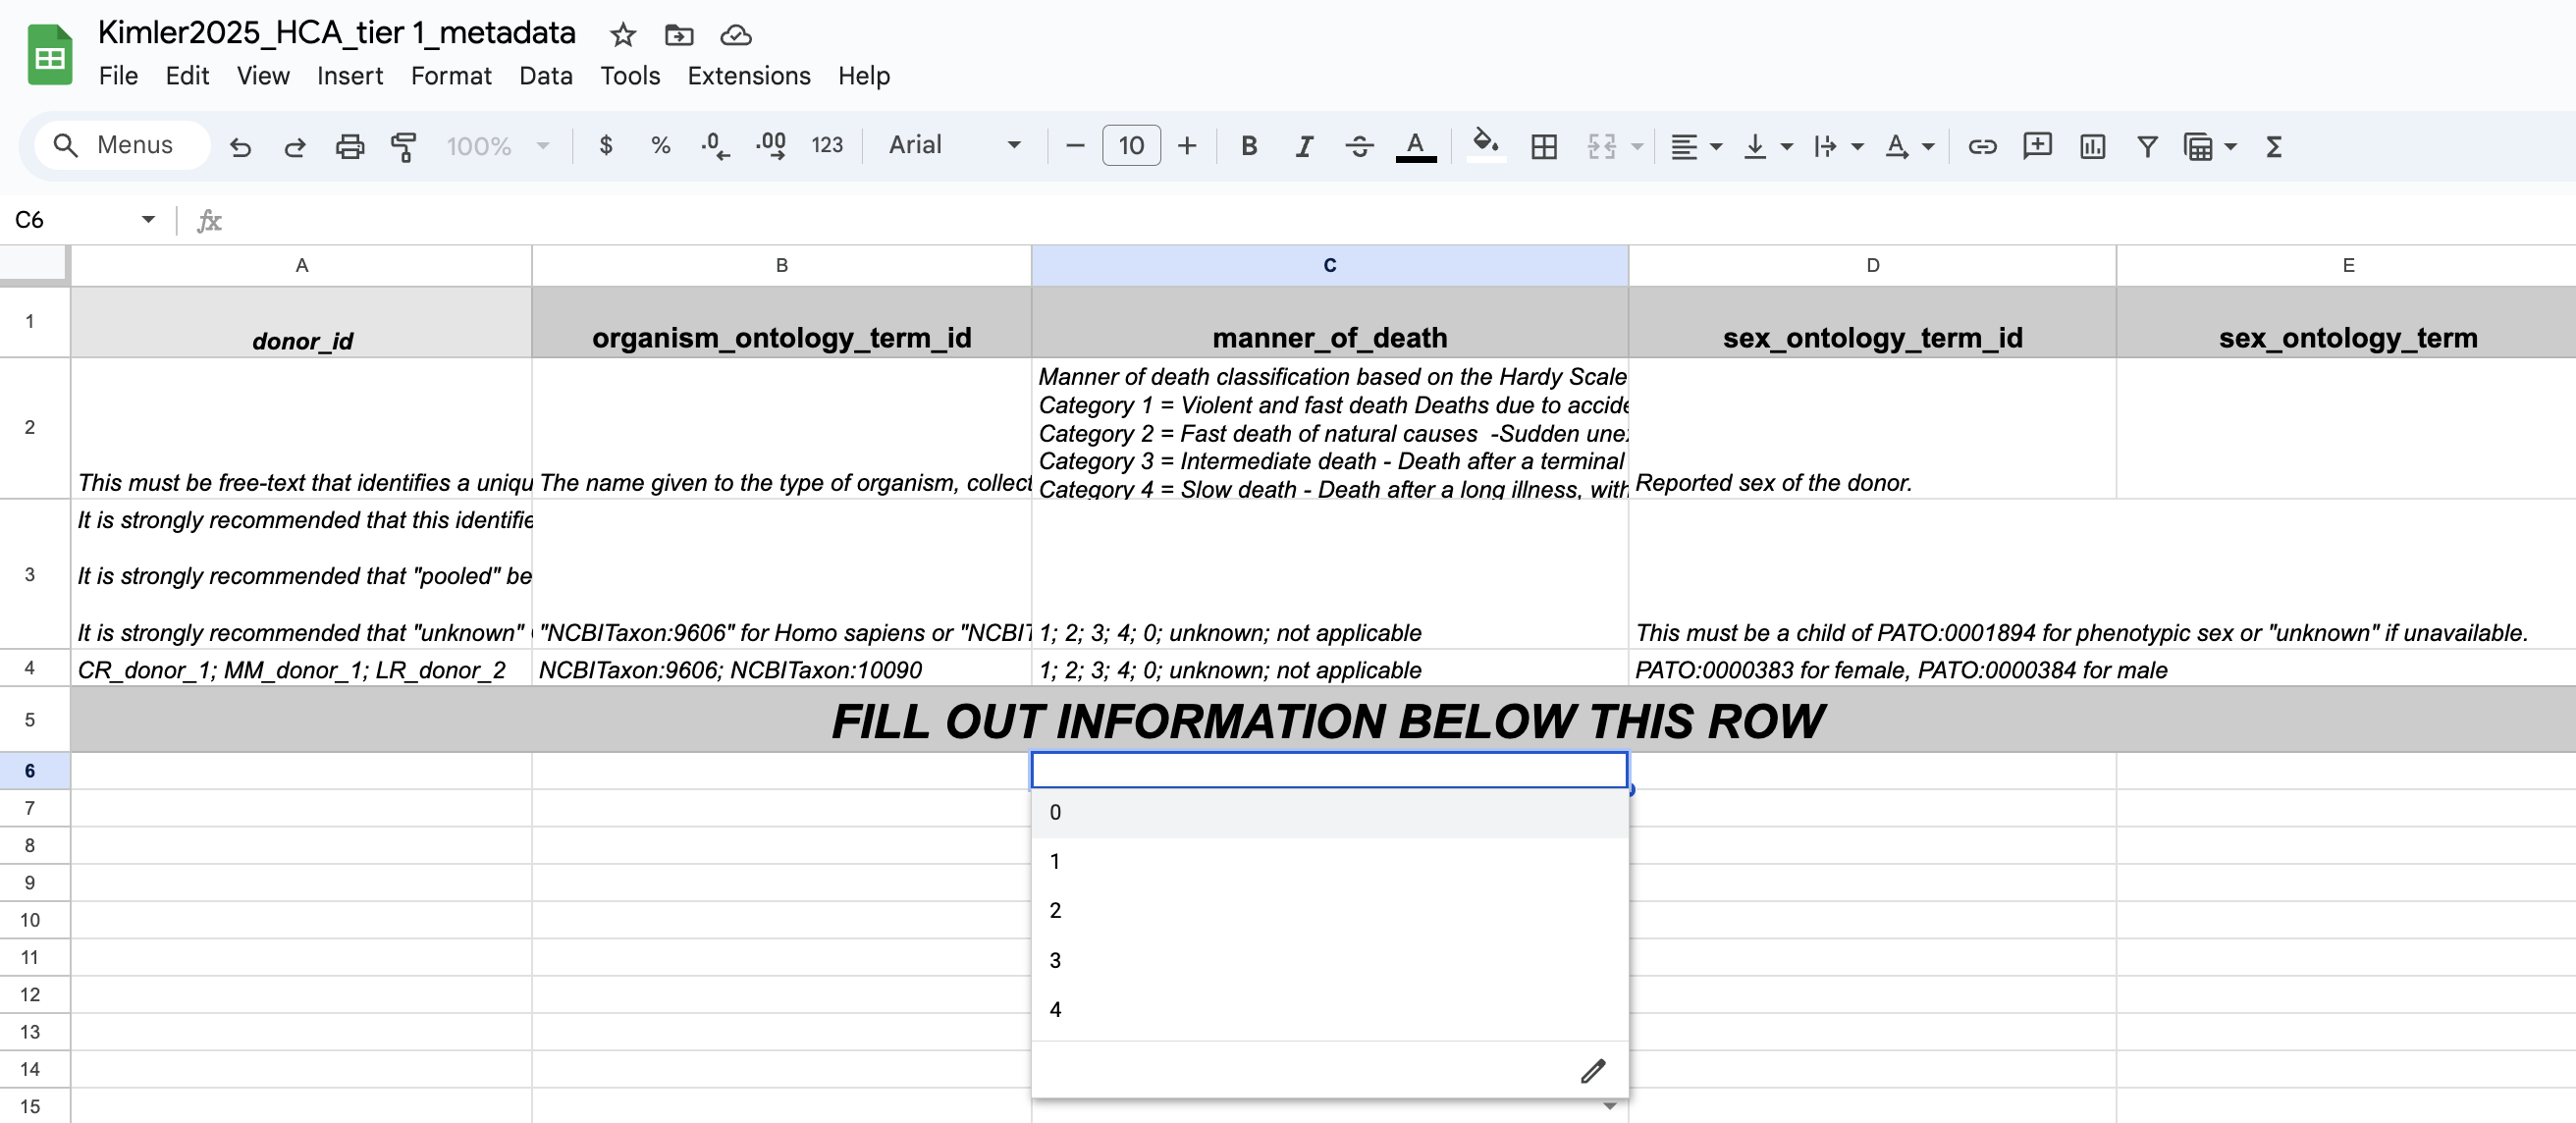 Kimler2025_HCA_tier 1_metadata
File Edit View Insert Format Data Tools Extensions Help
Menus 100% $ % .0 .00 123 Arial 10 B I A Σ
C6 fx
A B C D E
1 donor_id organism_ontology_term_id manner_of_death sex_ontology_term_id sex_ontology_term
Manner of death classification based on the Hardy Scale
Category 1 = Violent and fast death Deaths due to accide
2 Category 2 = Fast death of natural causes -Sudden une
Category 3 = Intermediate death - Death after a terminal
This must be free-text that identifies a uniqu The name given to the type of organism, collect Category 4 = Slow death - Death after a long illness, with Reported sex of the donor.
It is strongly recommended that this identifie
3 It is strongly recommended that "pooled" be
It is strongly recommended that "unknown" "NCBITaxon:9606" for Homo sapiens or "NCBIT 1; 2; 3; 4; 0; unknown; not applicable This must be a child of PATO:0001894 for phenotypic sex or "unknown" if unavailable.
4 CR_donor_1; MM_donor_1; LR_donor_2 NCBITaxon:9606; NCBITaxon:10090 1; 2; 3; 4; 0; unknown; not applicable PATO:0000383 for female, PATO:0000384 for male
5 FILL OUT INFORMATION BELOW THIS ROW
6
7 0
8 1
9
10 2
11 3
12 4
13
14
15